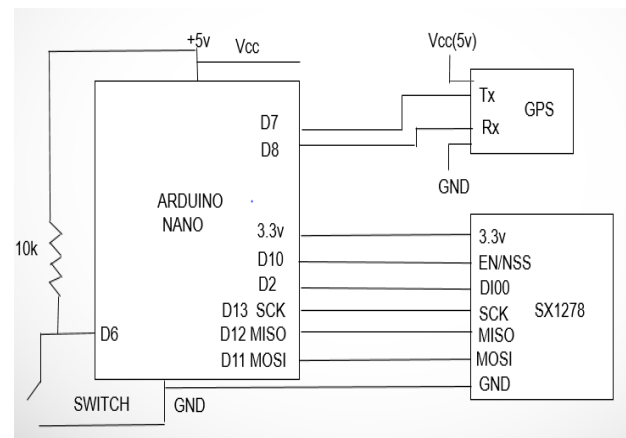 +5v
Vcc
Vcc(5v)
Tx
GPS
Rx
GND
D7
D8
ARDUINO
NANO
3.3v
D10
D2
D13 SCK
D12 MISO
D11 MOSI
10k
D6
SWITCH
GND
3.3v
EN/NSS
DI00
SCK
SX1278
MISO
MOSI
GND